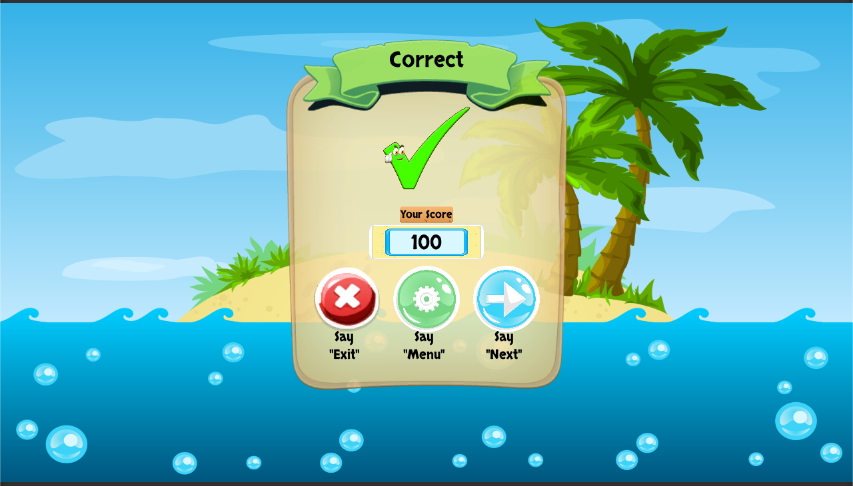 Correct
Your Score
100
Say
"Exit"
Say
"Menu"
Say
"Next"